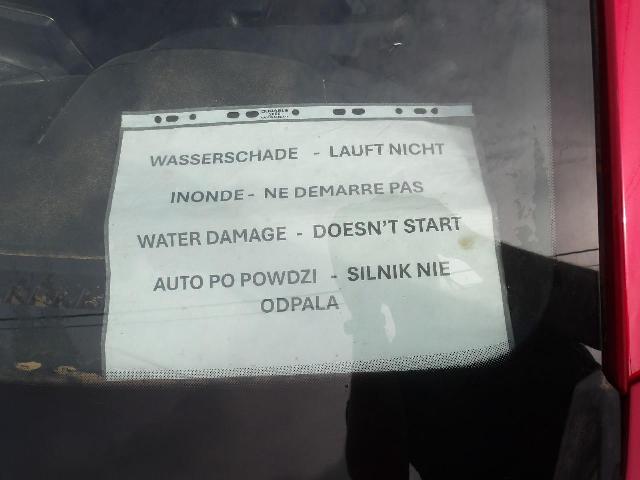 WASSERSCHADE - LAUFT NICHT
INONDE - NE DEMARRE PAS
WATER DAMAGE - DOESN'T START
AUTO PO POWDZI - SILNIK NIE
ODPALA